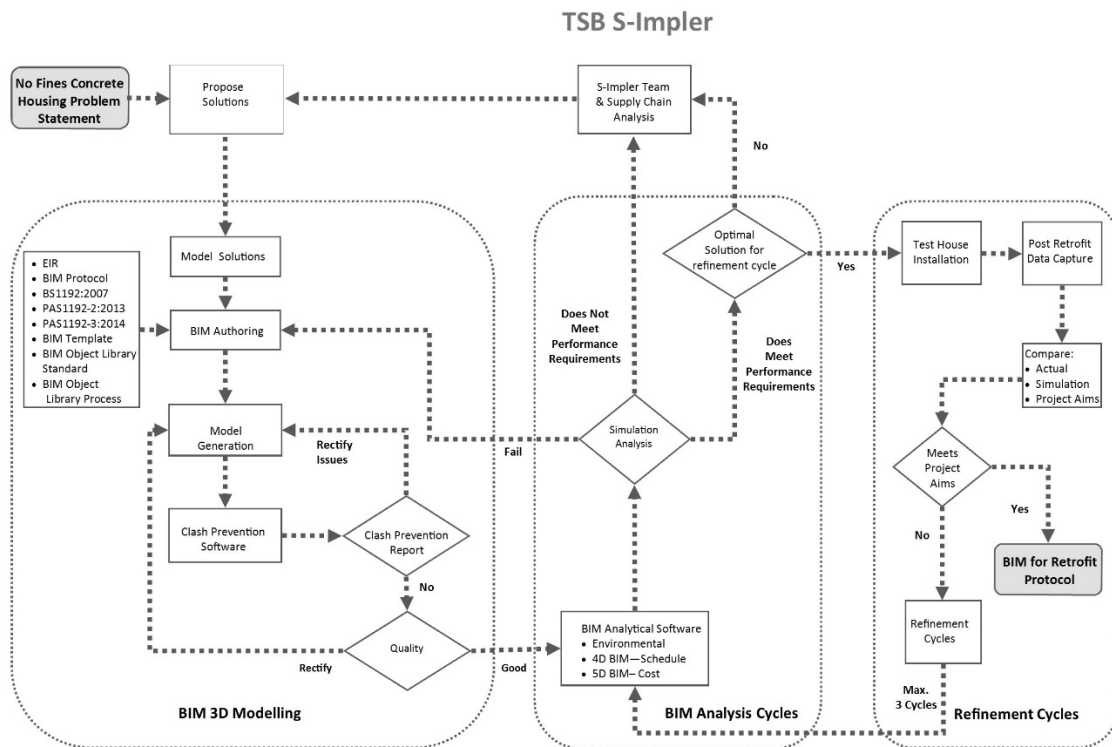 TSB S-Impler
No Fines Concrete
Housing Problem
Statement
Propose
Solutions
S-Impler Team
& Supply Chain
Analysis
No
Model Solutions
• EIR
• BIM Protocol
• BS1192:2007
• PAS1192-2:2013
• PAS1192-3:2014
• BIM Template
• BIM Object Library
Standard
• BIM Object
Library Process
BIM Authoring
Model
Generation
Rectify
Issues
Clash Prevention
Software
Clash Prevention
Report
No
Quality
Rectify
Good
BIM 3D Modelling
Optimal
Solution for
refinement cycle
Yes
Does Not
Meet
Performance
Requirements
Does
Meet
Performance
Requirements
Simulation
Analysis
Fail
BIM Analytical Software
• Environmental
• 4D BIM—Schedule
• 5D BIM– Cost
BIM Analysis Cycles
Test House
Installation
Post Retrofit
Data Capture
Compare:
• Actual
• Simulation
• Project Aims
Meets
Project
Aims
Yes
No
BIM for Retrofit
Protocol
Refinement
Cycles
Max.
3 Cycles
Refinement Cycles